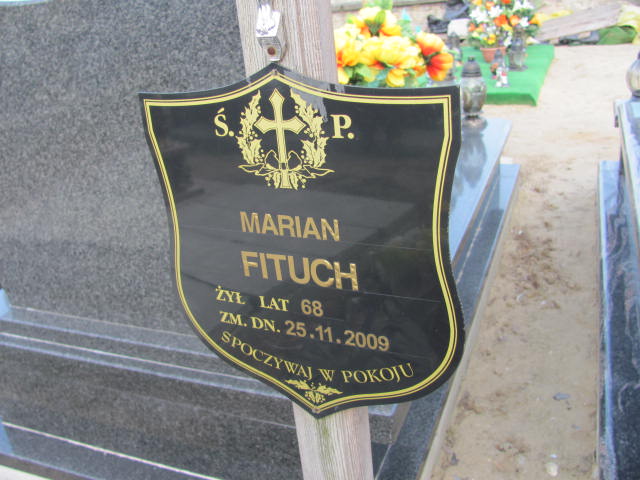 Ś. P.
MARIAN
FITUCH
ŻYŁ LAT 68
ZM. DN. 25.11.2009
SPOCZYWAJ W POKOJU